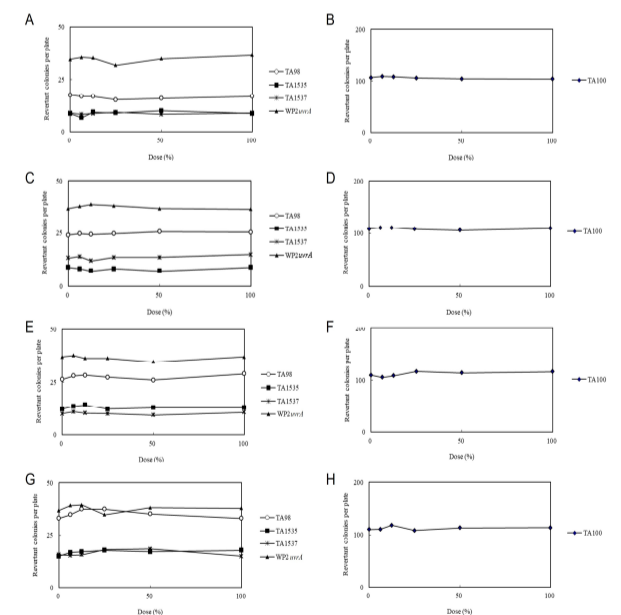 A
50
25
0
0
50
100
Revertant colonies per plate
Dose (%)
TA98
TA1535
TA1537
WP2uvrA
B
200
100
0
0
50
100
Revertant colonies per plate
Dose (%)
TA100
C
50
25
0
0
50
100
Revertant colonies per plate
Dose (%)
TA98
TA1535
TA1537
WP2uvrA
D
200
100
0
0
50
100
Revertant colonies per plate
Dose (%)
TA100
E
50
25
0
0
50
100
Revertant colonies per plate
Dose (%)
TA98
TA1535
TA1537
WP2uvrA
F
200
100
0
0
50
100
Revertant colonies per plate
Dose (%)
TA100
G
50
25
0
0
50
100
Revertant colonies per plate
Dose (%)
TA98
TA1535
TA1537
WP2 uvrA
H
200
100
0
0
50
100
Revertant colonies per plate
Dose (%)
TA100